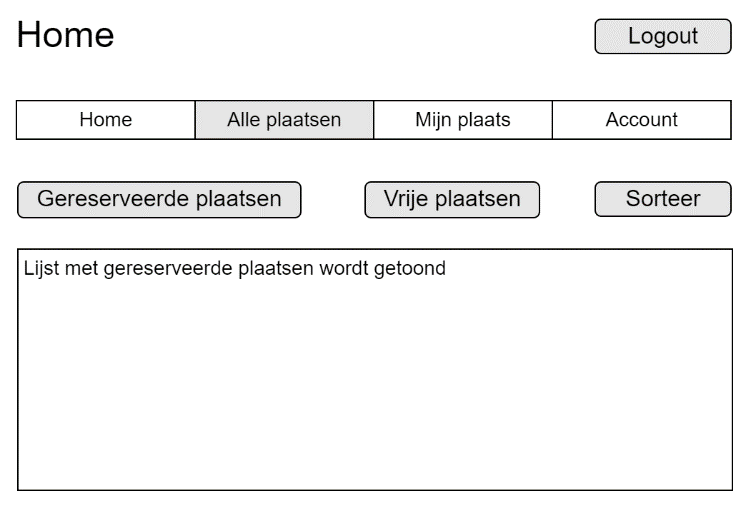 Home
Logout
Home
Alle plaatsen
Mijn plaats
Account
Gereserveerde plaatsen
Vrije plaatsen
Sorteer
Lijst met gereserveerde plaatsen wordt getoond